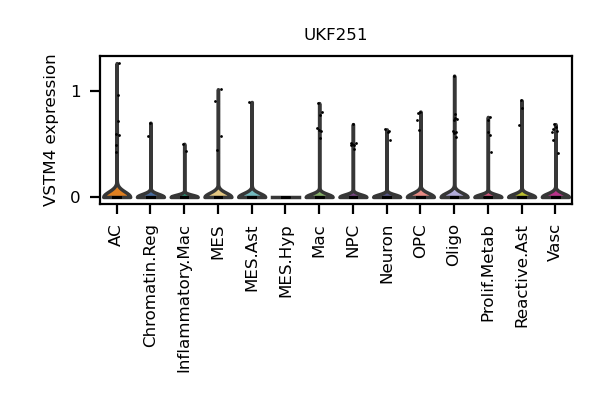 UKF251
VSTM4 expression
1
0
AC
Chromatin.Reg
Inflammatory.Mac
MES
MES.Ast
MES.Hyp
Mac
NPC
Neuron
OPC
Oligo
Prolif.Metab
Reactive.Ast
Vasc